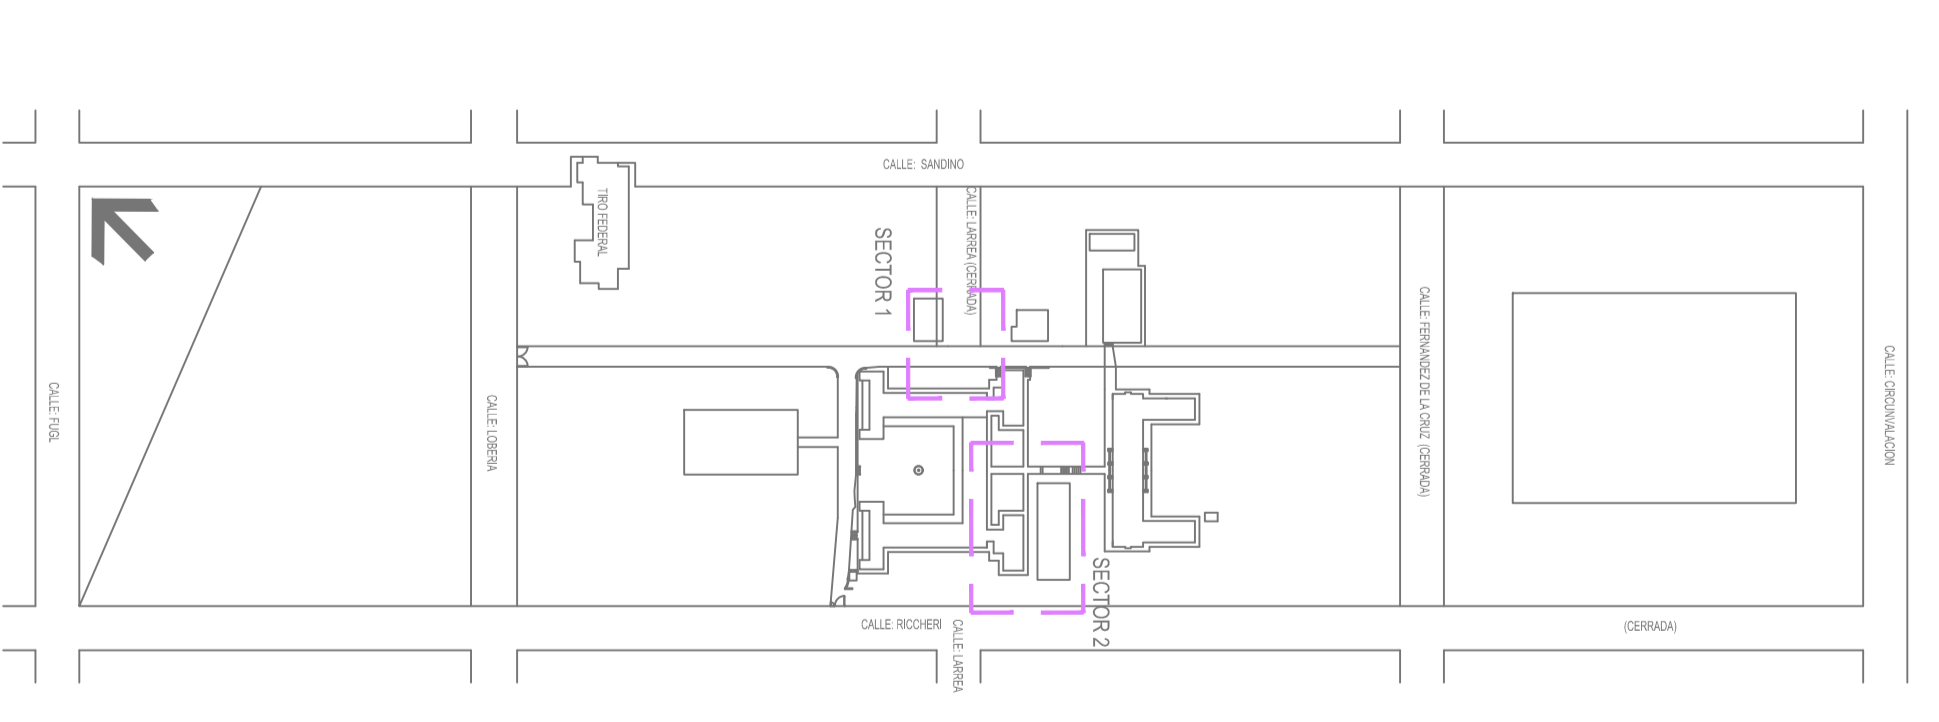 CALLE: SANDINO
TIRO FEDERAL
CALLE: LARREA (CERRADA)
SECTOR 1
CALLE: FUGL
CALLE: LOBERIA
CALLE: FERNANDEZ DE LA CRUZ (CERRADA)
CALLE: CIRCUNVALACION
SECTOR 2
CALLE: RICCHERI
CALLE: LARREA
(CERRADA)